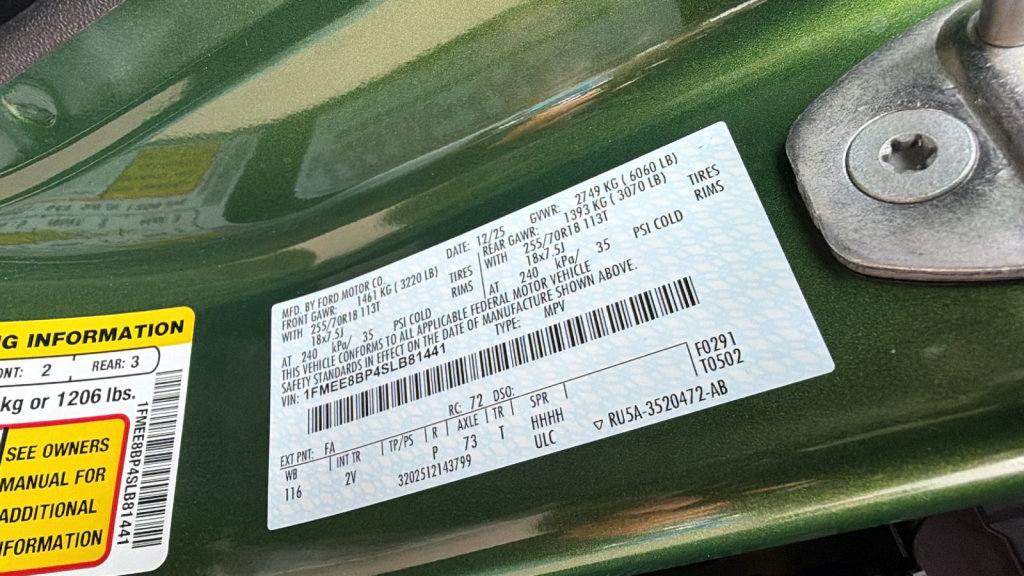 MFD. BY FORD MOTOR CO. DATE: 12/25 GVWR: 2749 KG ( 6060 LB)
FRONT GAWR: 1461 KG ( 3220 LB) REAR GAWR: 1393 KG ( 3070 LB)
WITH 255/70R18 113T TIRES WITH 255/70R18 113T TIRES
18x7.5J RIMS 18x7.5J RIMS
AT 240 kPa/ 35 PSI COLD AT 240 kPa/ 35 PSI COLD
THIS VEHICLE CONFORMS TO ALL APPLICABLE FEDERAL MOTOR VEHICLE
SAFETY STANDARDS IN EFFECT ON THE DATE OF MANUFACTURE SHOWN ABOVE.
VIN: 1FMEE8BP4SLB81441 TYPE: MPV
F0291
T0502
EXT PNT: FA RC: 72 DSO:
WB INT TR TP/PS R AXLE TR SPR
116 2V P 73 T HHHH
3202512143799 ULC ▽ RU5A-3520472-AB
G INFORMATION
ONT: 2 REAR: 3
kg or 1206 lbs.
SEE OWNERS
MANUAL FOR
ADDITIONAL
INFORMATION
1FMEE8BP4SLB81441